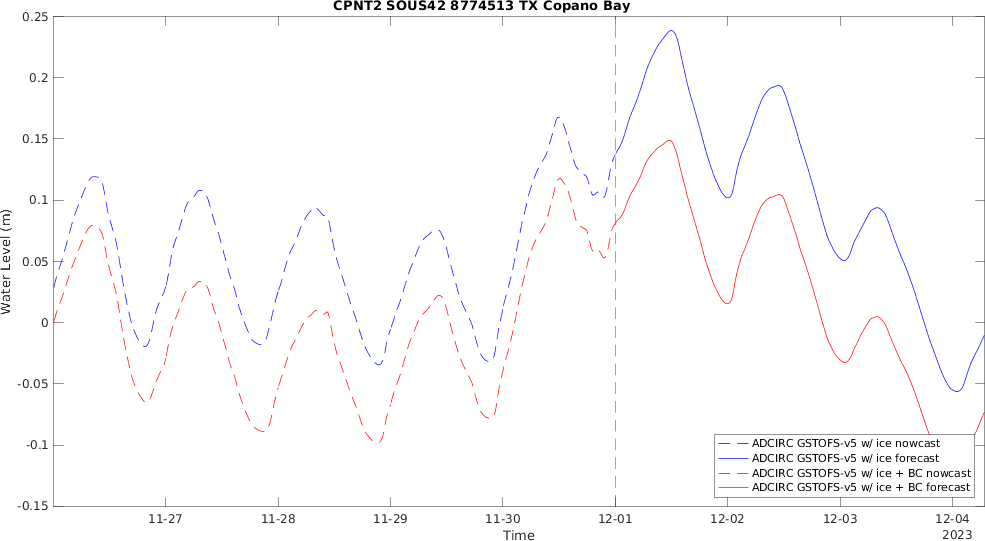 CPNT2 SOUS42 8774513 TX Copano Bay
0.25
0.2
0.15
0.1
0.05
0
-0.05
-0.1
-0.15
Water Level (m)
11-27 11-28 11-29 11-30 12-01 12-02 12-03 12-04
Time
2023
ADCIRC GSTOFS-v5 w/ ice nowcast
ADCIRC GSTOFS-v5 w/ ice forecast
ADCIRC GSTOFS-v5 w/ ice + BC nowcast
ADCIRC GSTOFS-v5 w/ ice + BC forecast